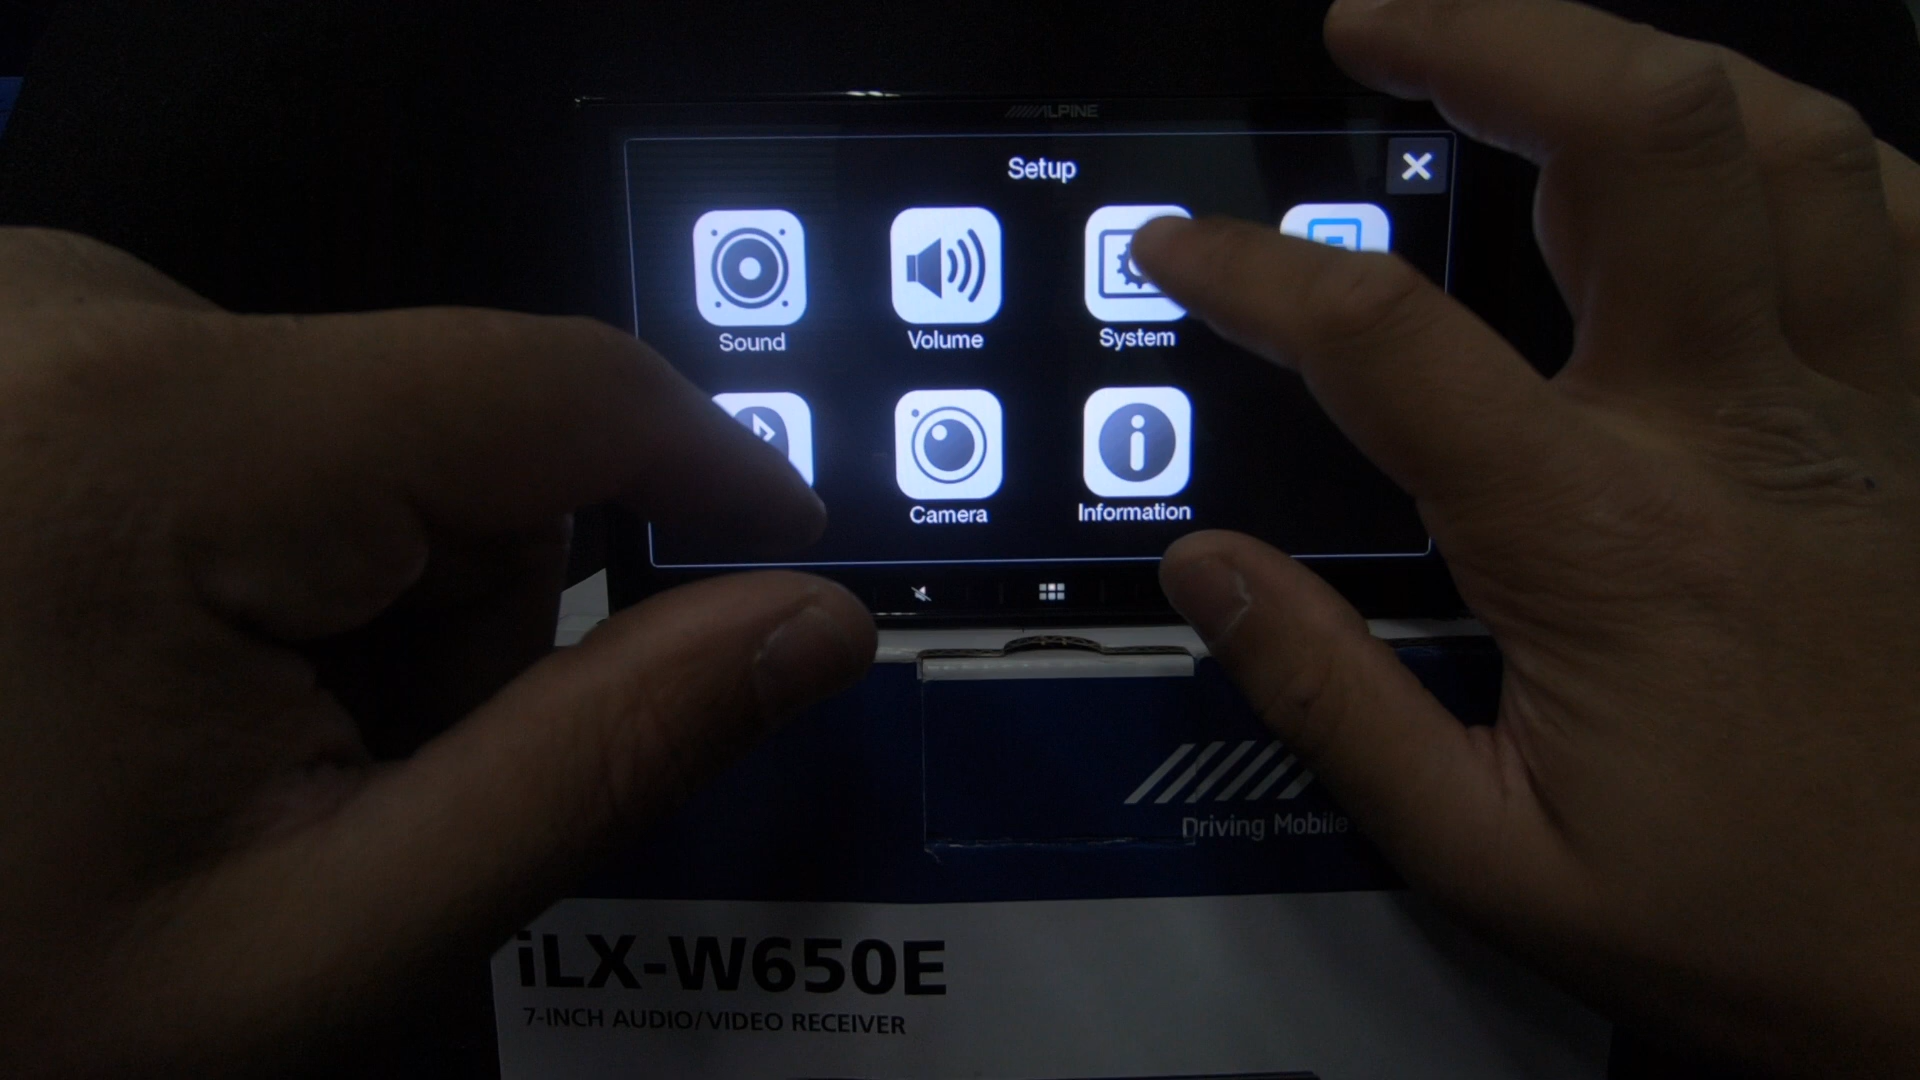 ALPINE
Setup
Sound
Volume
System
Camera
Information
Driving Mobile
iLX-W650E
7-INCH AUDIO/VIDEO RECEIVER